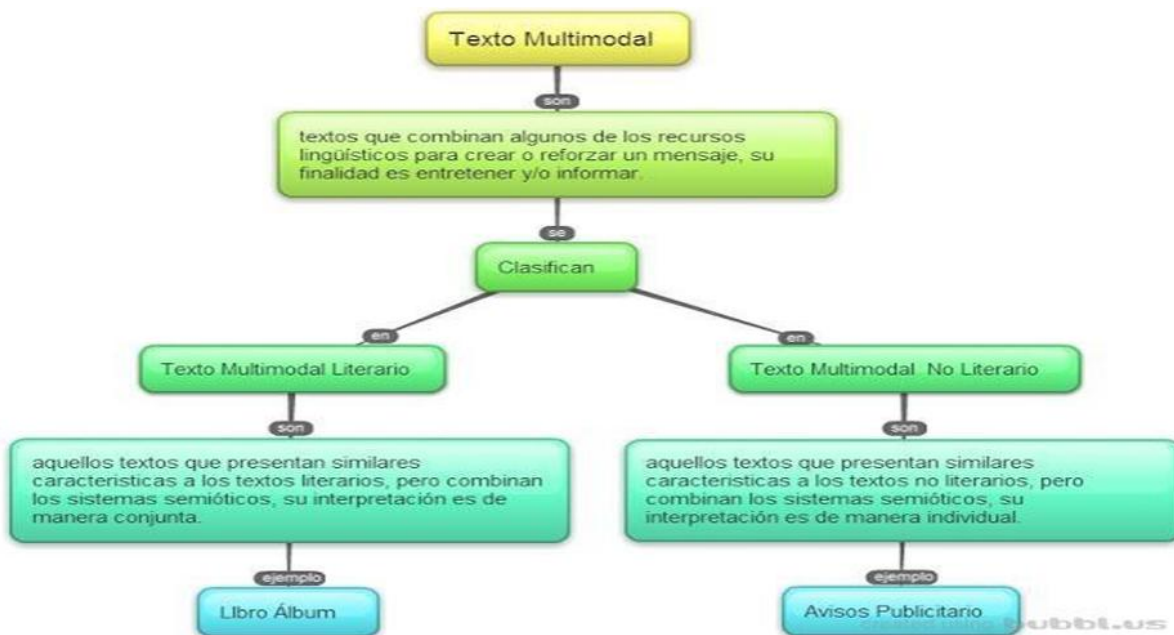 Texto Multimodal
son
textos que combinan algunos de los recursos
lingüísticos para crear o reforzar un mensaje, su
finalidad es entretener y/o informar.
se
Clasifican
en
en
Texto Multimodal Literario
Texto Multimodal No Literario
son
son
aquellos textos que presentan similares
caracteristicas a los textos literarios, pero combinan
los sistemas semióticos, su interpretación es de
manera conjunta.
aquellos textos que presentan similares
caracteristicas a los textos no literarios, pero
combinan los sistemas semióticos, su
interpretación es de manera individual.
ejemplo
ejemplo
LIbro Álbum
Avisos Publicitario
created using bubbl.us